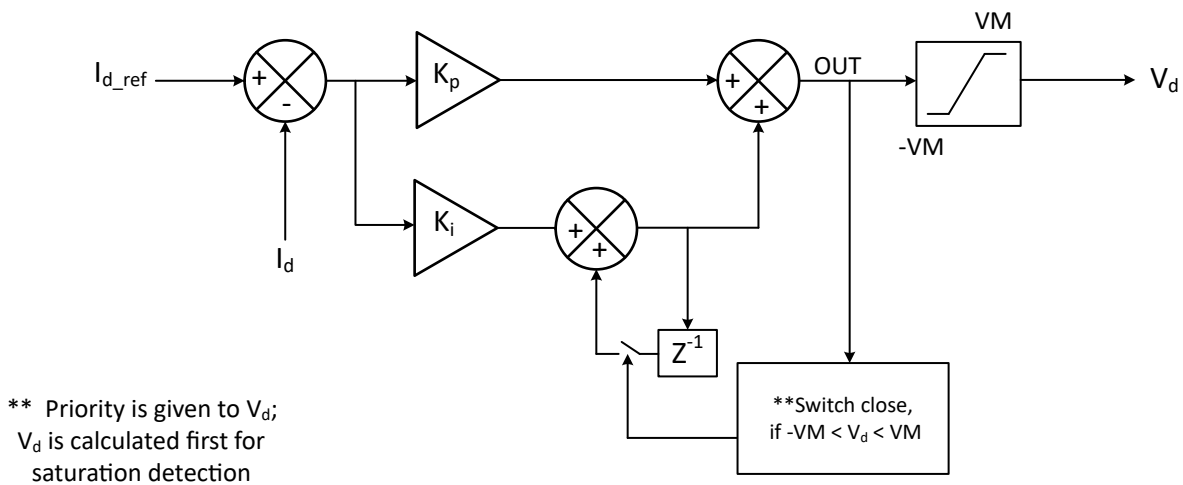 VM
I_d_ref
+
-
K_p
+
+
OUT
V_d
-VM
I_d
K_i
+
+
Z^-1
**Switch close,
if -VM < V_d < VM
** Priority is given to V_d;
V_d is calculated first for
saturation detection